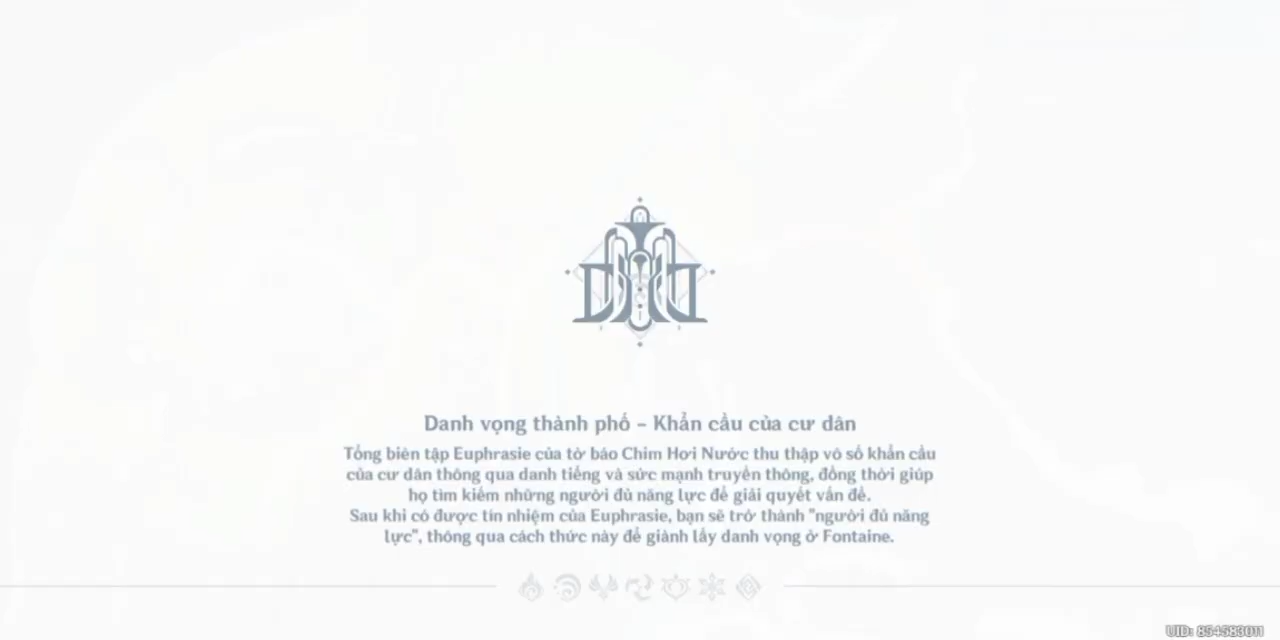 Danh vọng thành phố - Khẩn cầu của cư dân
Tổng biên tập Euphrasie của tờ báo Chim Hơi Nước thu thập vô số khẩn cầu
của cư dân thông qua danh tiếng và sức mạnh truyền thông, đồng thời giúp
họ tìm kiếm những người đủ năng lực để giải quyết vấn đề.
Sau khi có được tín nhiệm của Euphrasie, bạn sẽ trở thành "người đủ năng
lực", thông qua cách thức này để giành lấy danh vọng ở Fontaine.
UID: 854583011